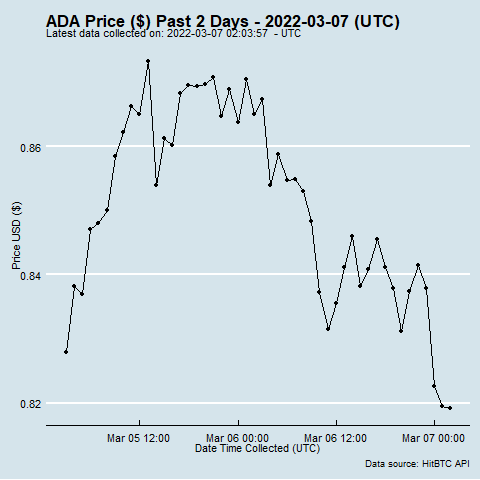 ADA Price ($) Past 2 Days - 2022-03-07 (UTC)
Latest data collected on: 2022-03-07 02:03:57 - UTC
Price USD ($)
0.86
0.84
0.82
Mar 05 12:00 Mar 06 00:00 Mar 06 12:00 Mar 07 00:00
Date Time Collected (UTC)
Data source: HitBTC API